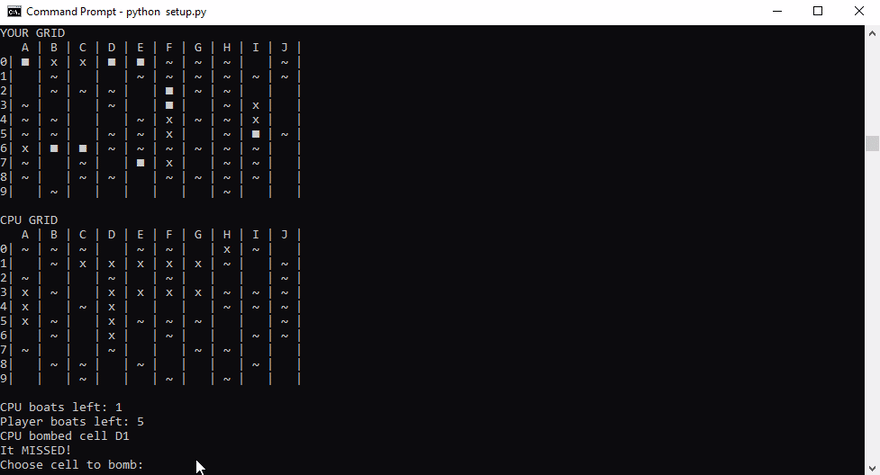 Command Prompt - python setup.py
YOUR GRID
   A | B | C | D | E | F | G | H | I | J |
0| ■ | x | x | ■ | ■ | ~ | ~ | ~ |   | ~ |
1|   | ~ |   |   | ~ | ~ | ~ | ~ | ~ | ~ |
2|   | ~ | ~ | ~ |   | ■ | ~ | ~ |   |   |
3| ~ |   |   | ~ |   | ■ |   | ~ | x |   |
4| ~ | ~ |   |   | ~ | x | ~ | ~ | x |   |
5| ~ | ~ |   | ~ | ~ | x |   | ~ | ■ | ~ |
6| x | ■ | ■ | ~ | ~ | ~ | ~ | ~ | ~ |   |
7| ~ |   | ~ |   | ■ | x |   | ~ | ~ |   |
8| ~ |   | ~ | ~ |   | ~ | ~ | ~ | ~ |   |
9|   | ~ |   |   |   |   |   | ~ |   |   |
CPU GRID
   A | B | C | D | E | F | G | H | I | J |
0| ~ | ~ | ~ |   | ~ | ~ |   | x | ~ |   |
1|   | ~ | x | x | x | x | x | ~ |   | ~ |
2| ~ |   |   | ~ |   | ~ |   |   |   | ~ |
3| x | ~ |   | x | x | x | x | ~ | ~ | ~ |
4| x |   | ~ | x |   |   |   | ~ | ~ | ~ |
5| x | ~ |   | x | ~ | ~ | ~ |   |   | ~ |
6|   | ~ |   | x |   | ~ |   |   | ~ | ~ |
7| ~ |   |   | ~ |   |   | ~ | ~ |   |   |
8|   | ~ | ~ |   | ~ |   |   |   | ~ |   |
9|   |   | ~ |   |   | ~ |   | ~ |   |   |
CPU boats left: 1
Player boats left: 5
CPU bombed cell D1
It MISSED!
Choose cell to bomb: